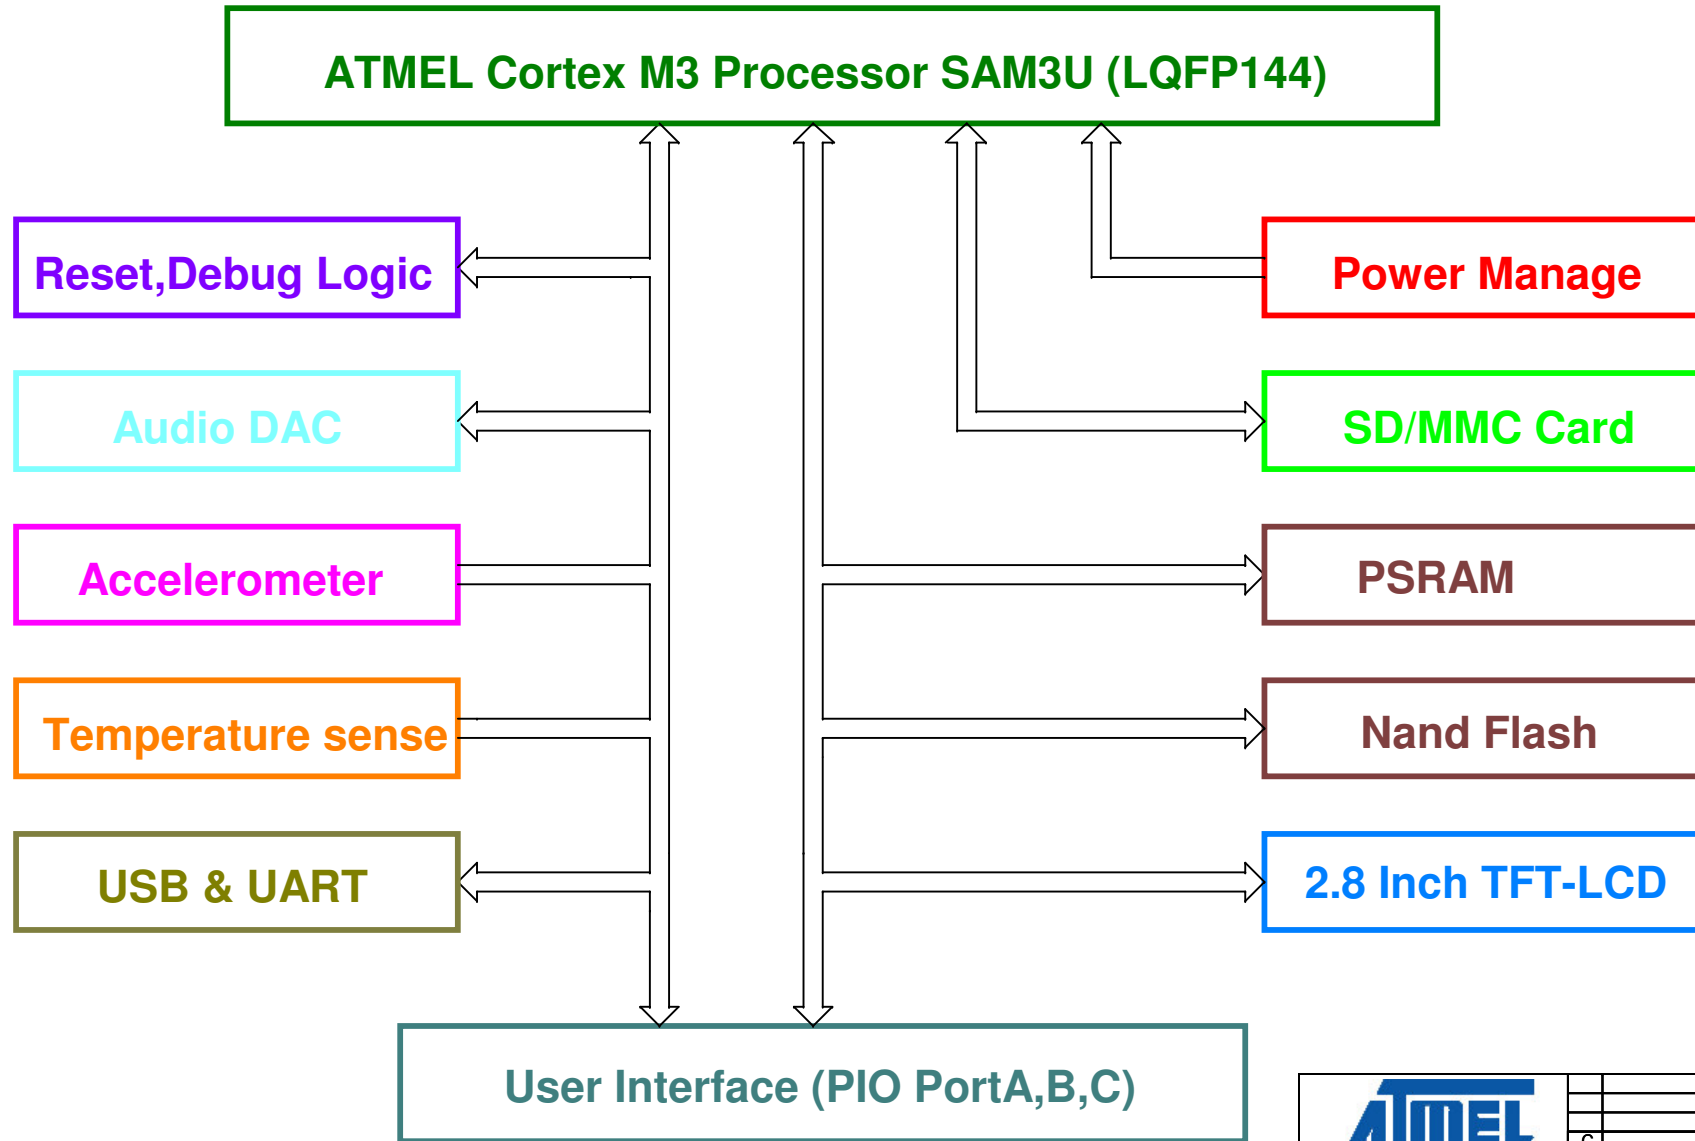 ATMEL Cortex M3 Processor SAM3U (LQFP144)
Reset,Debug Logic
Power Manage
Audio DAC
SD/MMC Card
Accelerometer
PSRAM
Temperature sense
Nand Flash
USB & UART
2.8 Inch TFT-LCD
User Interface (PIO PortA,B,C)
ATMEL
C